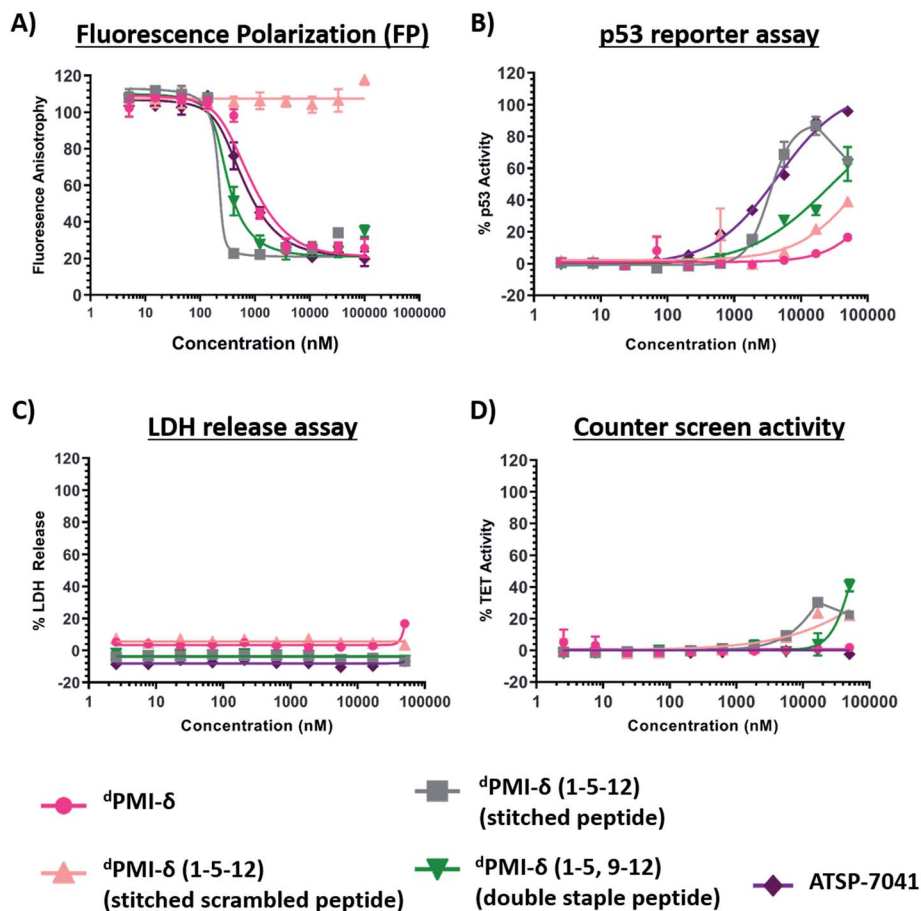 A)
Fluorescence Polarization (FP)
Fluorescence Anisotropy
120
100
80
60
40
20
0
1
10
100
1000
10000
100000
1000000
Concentration (nM)
B)
p53 reporter assay
% p53 Activity
120
100
80
60
40
20
0
-20
1
10
100
1000
10000
100000
Concentration (nM)
C)
LDH release assay
% LDH Release
120
100
80
60
40
20
0
-20
1
10
100
1000
10000
100000
Concentration (nM)
D)
Counter screen activity
% TET Activity
120
100
80
60
40
20
0
-20
1
10
100
1000
10000
100000
Concentration (nM)
ᵈPMI-δ
ᵈPMI-δ (1-5-12)
(stitched scrambled peptide)
ᵈPMI-δ (1-5-12)
(stitched peptide)
ᵈPMI-δ (1-5, 9-12)
(double staple peptide)
ATSP-7041